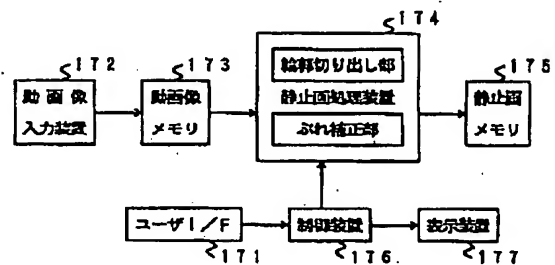 174
172
173
175
動画像
入力装置
動画像
メモリ
輪郭切り出し部
静止画処理装置
ぶれ補正部
静止画
メモリ
ユーザI/F
制御装置
表示装置
171
176
177